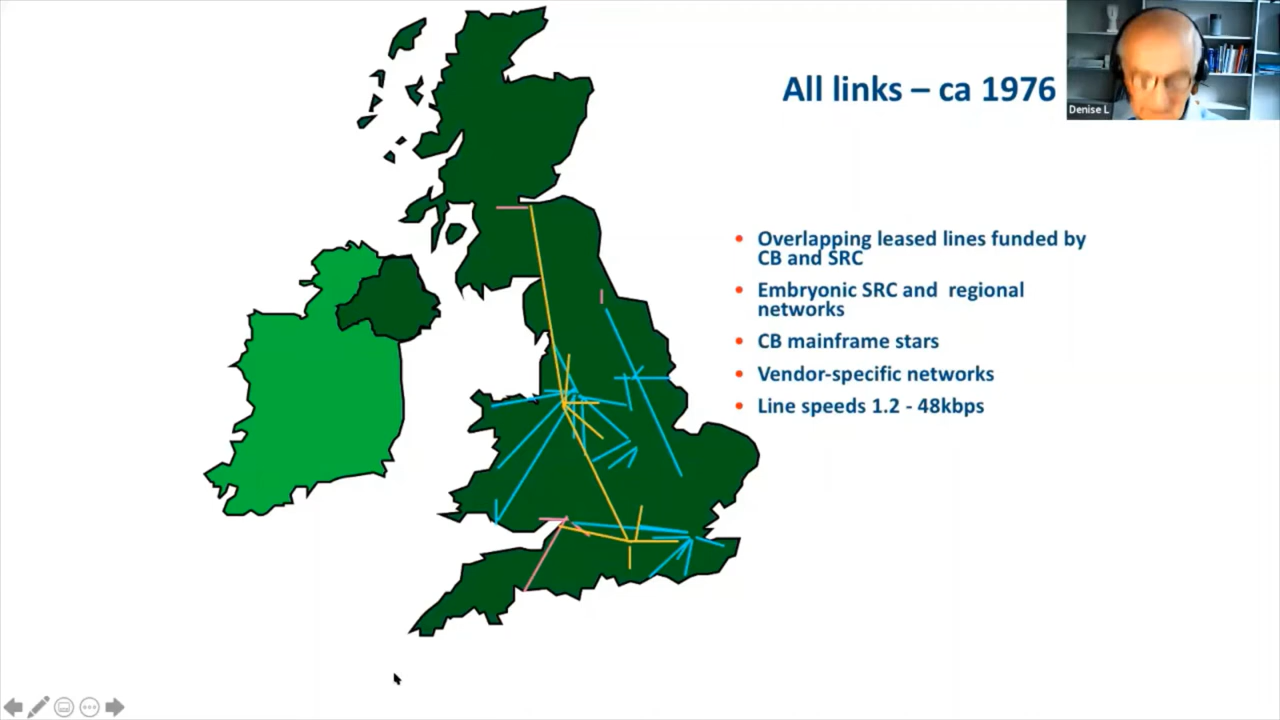 All links – ca 1976
Denise L
• Overlapping leased lines funded by
CB and SRC
• Embryonic SRC and regional
networks
• CB mainframe stars
• Vendor-specific networks
• Line speeds 1.2 - 48kbps